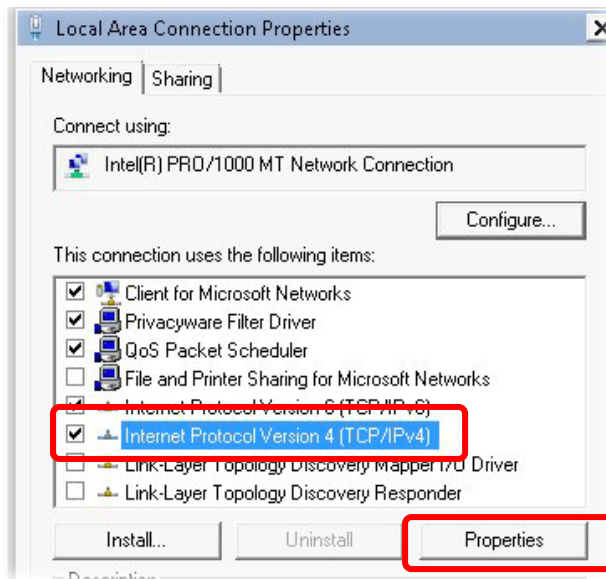 Local Area Connection Properties
Networking
Sharing
Connect using:
Intel(R) PRO/1000 MT Network Connection
Configure...
This connection uses the following items:
Client for Microsoft Networks
Privacyware Filter Driver
QoS Packet Scheduler
File and Printer Sharing for Microsoft Networks
Internet Protocol Version 6 (TCP/IPv6)
Internet Protocol Version 4 (TCP/IPv4)
Link-Layer Topology Discovery Mapper I/O Driver
Link-Layer Topology Discovery Responder
Install...
Uninstall
Properties
Description